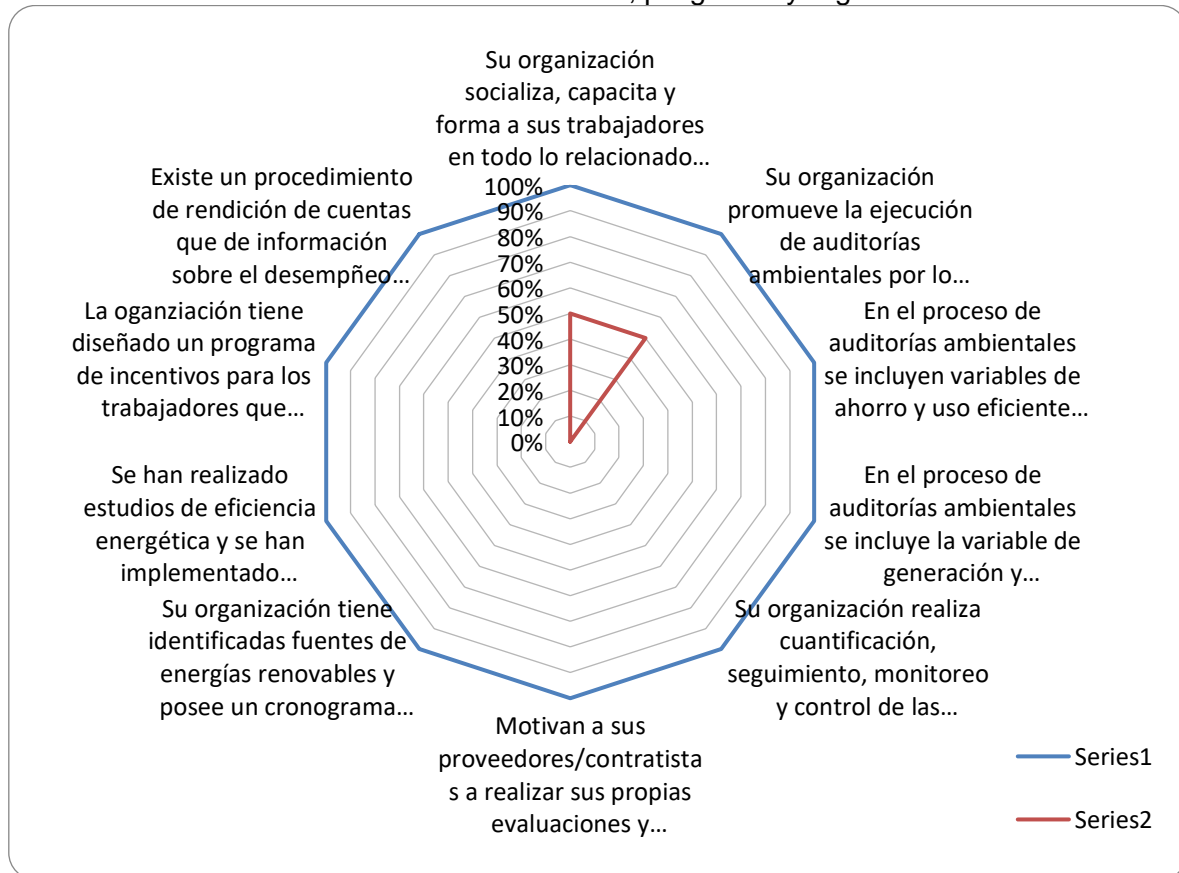 Su organización
socializa, capacita y
forma a sus trabajadores
en todo lo relacionado...
Su organización
promueve la ejecución
de auditorías
ambientales por lo...
En el proceso de
auditorías ambientales
se incluyen variables de
ahorro y uso eficiente...
En el proceso de
auditorías ambientales
se incluye la variable de
generación y...
Su organización realiza
cuantificación,
seguimiento, monitoreo
y control de las...
Motivan a sus
proveedores/contratista
s a realizar sus propias
evaluaciones y...
Su organización tiene
identificadas fuentes de
energías renovables y
posee un cronograma...
Se han realizado
estudios de eficiencia
energética y se han
implementado...
La oganziación tiene
diseñado un programa
de incentivos para los
trabajadores que...
Existe un procedimiento
de rendición de cuentas
que de información
sobre el desempñeo...
100%
90%
80%
70%
60%
50%
40%
30%
20%
10%
0%
Series1
Series2